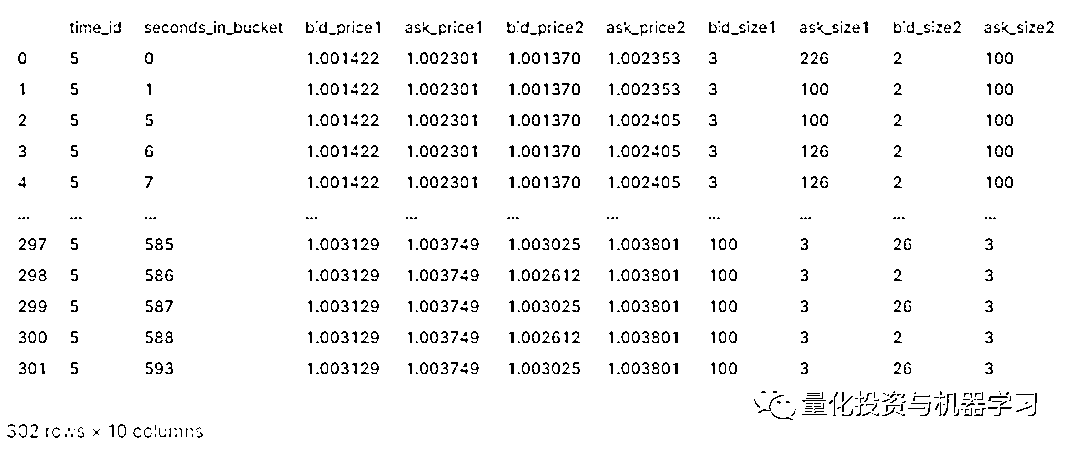 time_id seconds_in_bucket bid_price1 ask_price1 bid_price2 ask_price2 bid_size1 ask_size1 bid_size2 ask_size2
0 5 0 1.001422 1.002301 1.001370 1.002353 3 226 2 100
1 5 1 1.001422 1.002301 1.001370 1.002353 3 100 2 100
2 5 5 1.001422 1.002301 1.001370 1.002405 3 100 2 100
3 5 6 1.001422 1.002301 1.001370 1.002405 3 126 2 100
4 5 7 1.001422 1.002301 1.001370 1.002405 3 126 2 100
... ... ... ... ... ... ... ... ... ... ...
297 5 585 1.003129 1.003749 1.003025 1.003801 100 3 26 3
298 5 586 1.003129 1.003749 1.002612 1.003801 100 3 2 3
299 5 587 1.003129 1.003749 1.003025 1.003801 100 3 26 3
300 5 588 1.003129 1.003749 1.002612 1.003801 100 3 2 3
301 5 593 1.003129 1.003749 1.003025 1.003801 100 3 26 3
量化投资与机器学习
302 rows × 10 columns